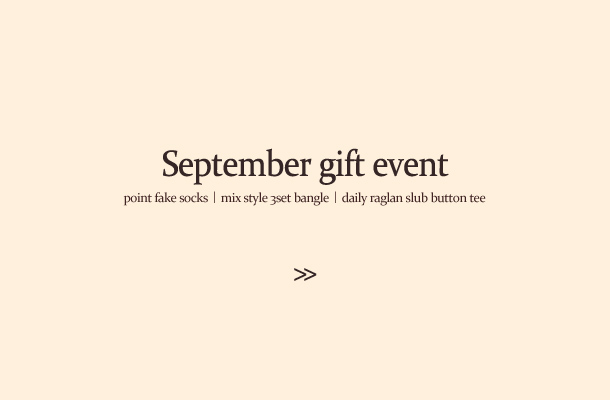 September gift event
point fake socks | mix style 3set bangle | daily raglan slub button tee
>>